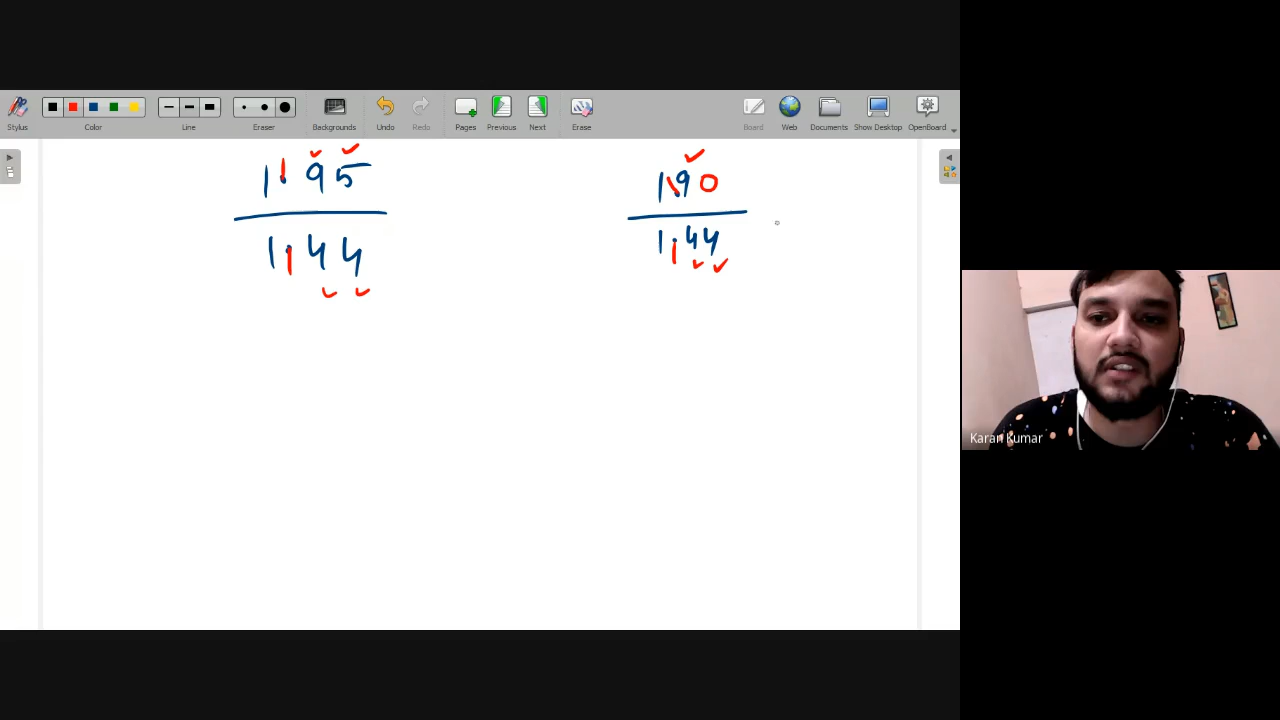 Stylus Color Line Eraser Backgrounds Undo Redo Pages Previous Next Erase Board Web Documents Show Desktop OpenBoard
1.95
1.44
1.90
1.44
Karan Kumar